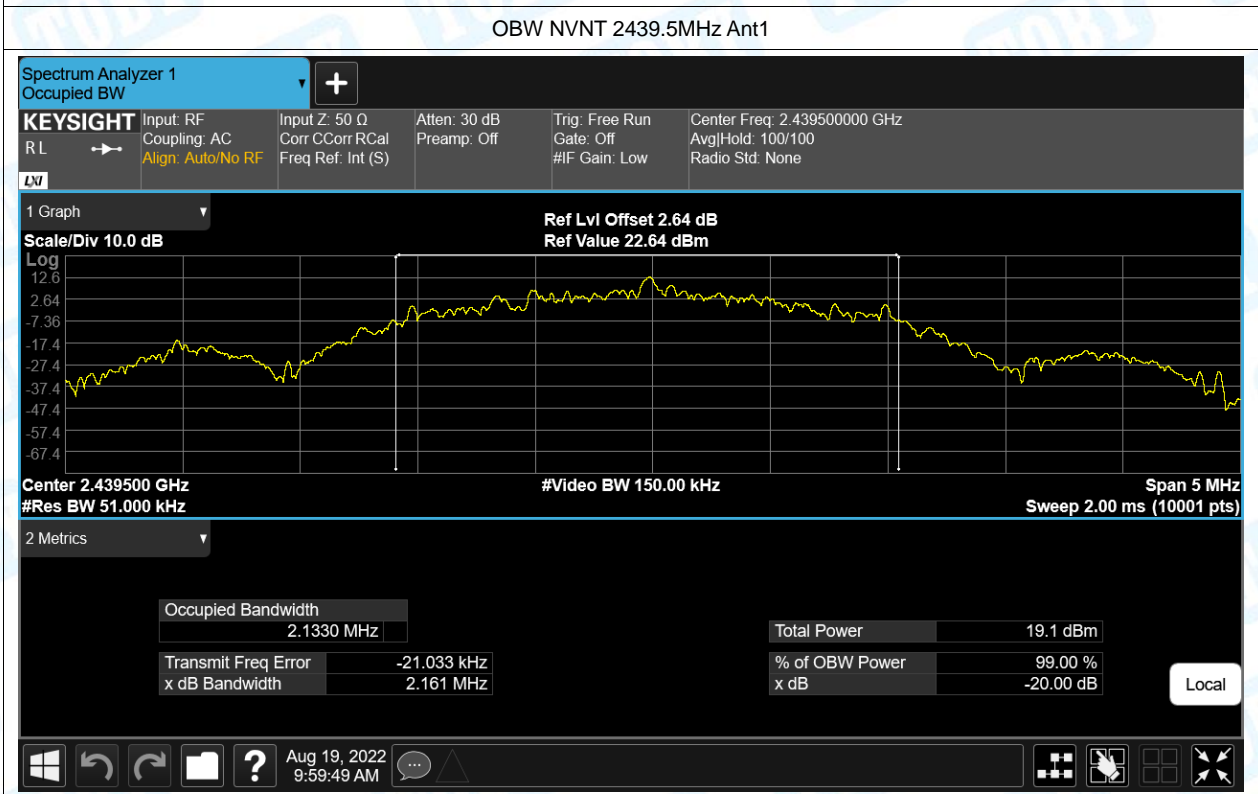 OBW NVNT 2439.5MHz Ant1
Spectrum Analyzer 1
Occupied BW
KEYSIGHT
R L
LXI
Input: RF
Coupling: AC
Align: Auto/No RF
Input Z: 50 Ω
Corr CCorr RCal
Freq Ref: Int (S)
Atten: 30 dB
Preamp: Off
Trig: Free Run
Gate: Off
#IF Gain: Low
Center Freq: 2.439500000 GHz
Avg|Hold: 100/100
Radio Std: None
1 Graph
Scale/Div 10.0 dB
Ref Lvl Offset 2.64 dB
Ref Value 22.64 dBm
Log
12.6
2.64
-7.36
-17.4
-27.4
-37.4
-47.4
-57.4
-67.4
Center 2.439500 GHz
#Res BW 51.000 kHz
#Video BW 150.00 kHz
Span 5 MHz
Sweep 2.00 ms (10001 pts)
2 Metrics
Occupied Bandwidth
2.1330 MHz
Transmit Freq Error -21.033 kHz
x dB Bandwidth 2.161 MHz
Total Power 19.1 dBm
% of OBW Power 99.00 %
x dB -20.00 dB
Local
Aug 19, 2022
9:59:49 AM
TOBY